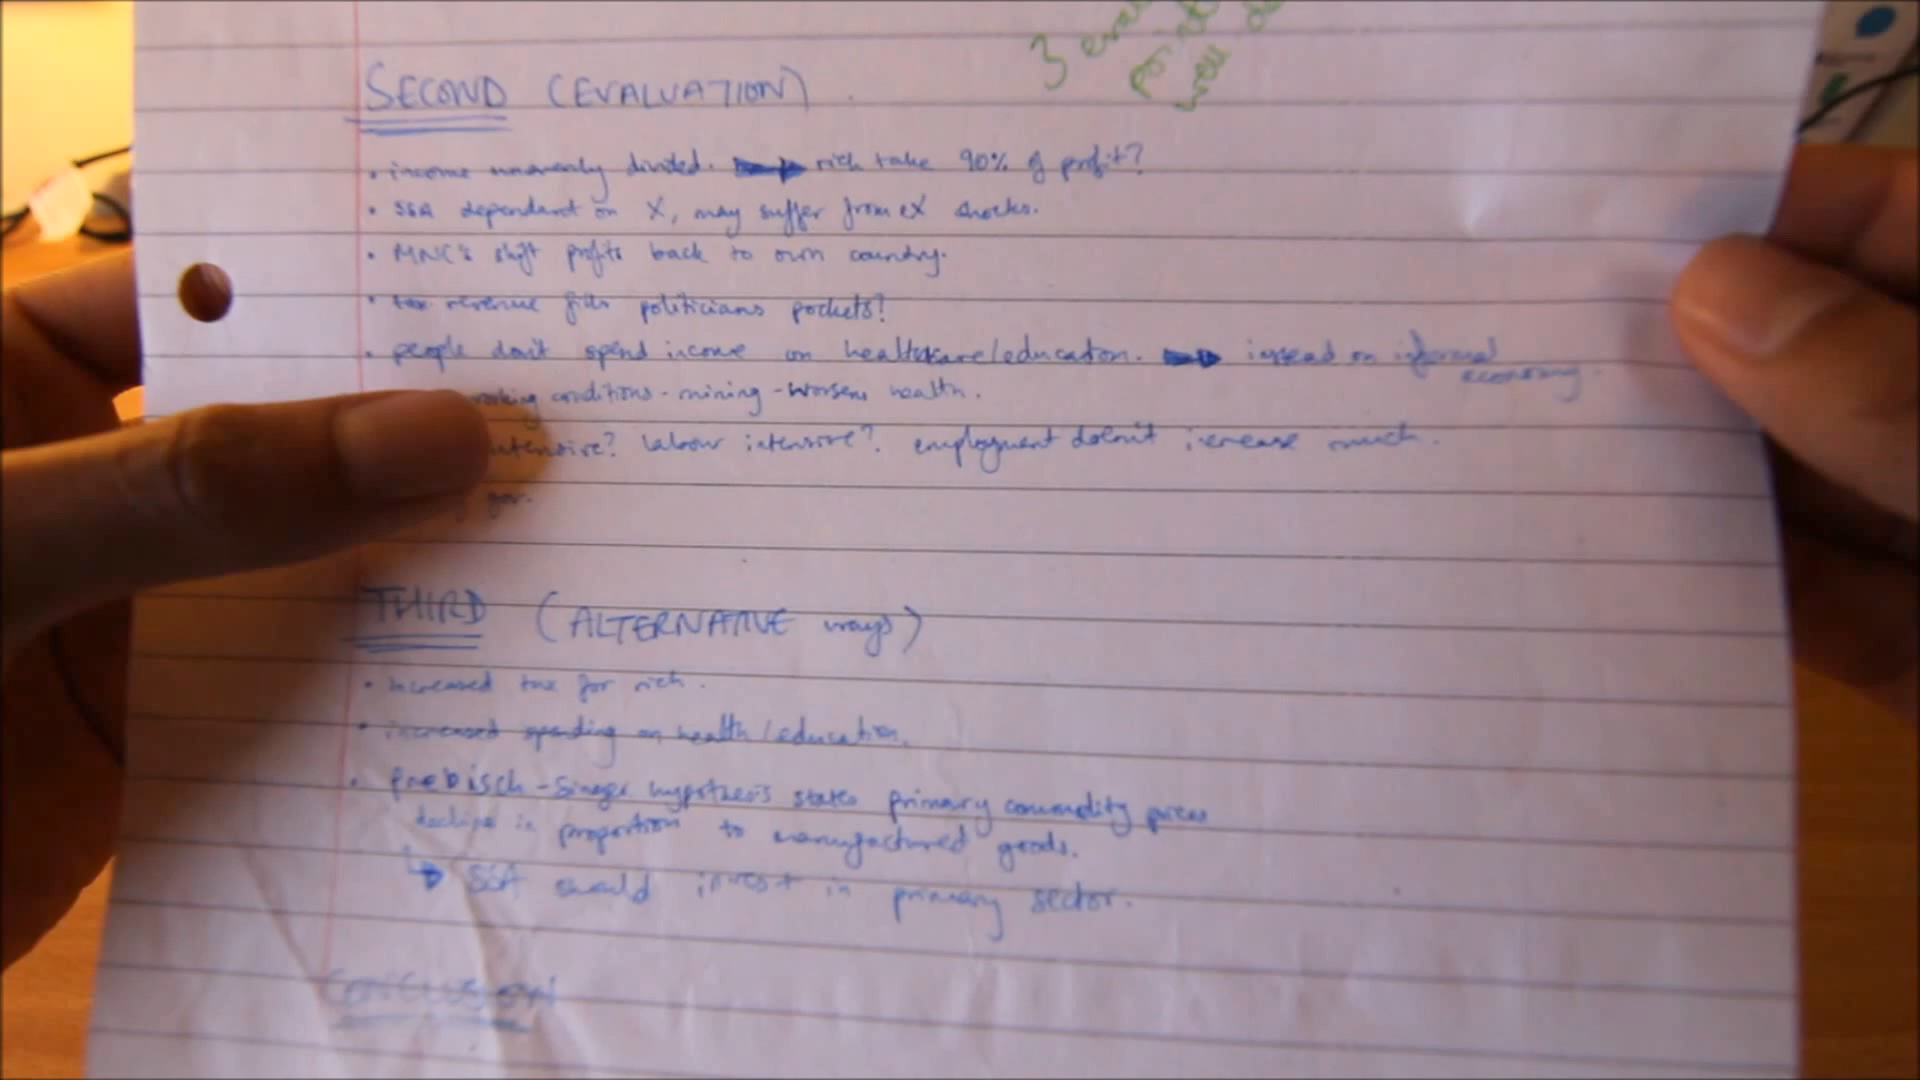 3
SECOND (EVALUATION)
• income unevenly divided. → rich take 90% of profit?
• SSA dependant on X, may suffer from ex shocks.
• MNC's shift profits back to own country.
• tax revenue fills politicians pockets?
• people don't spend income on healthcare/education. → instead on informal
economy.
working conditions - mining - worsens health.
intensive? labour intensive? employment doesn't increase much.
THIRD (ALTERNATIVE ways)
• increased tax for rich.
• increased spending on health/education.
• Prebisch-Singer hypothesis states primary commodity prices
decline in proportion to manufactured goods.
↳ SSA should invest in primary sector.
CONCLUSION